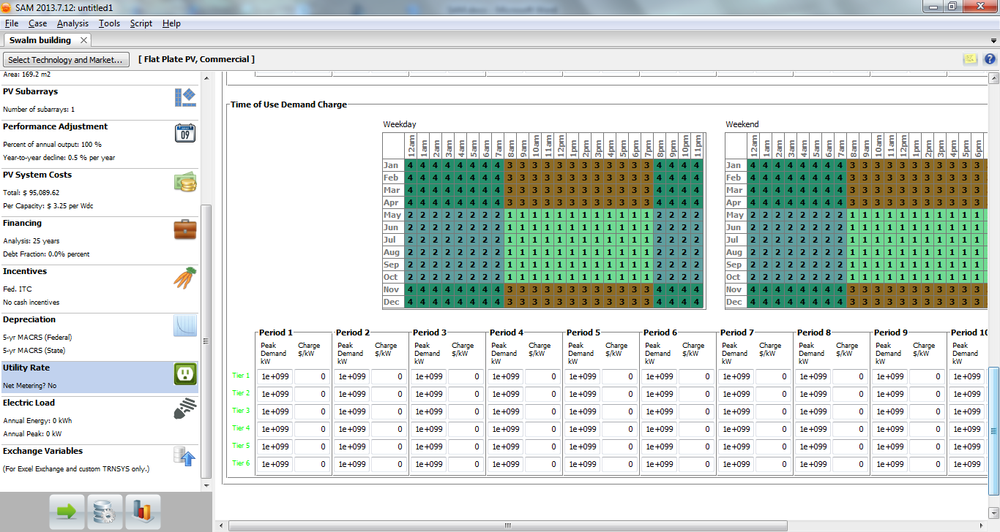 SAM 2013.7.12: untitled1
File Case Analysis Tools Script Help
Swalm building
Select Technology and Market... [ Flat Plate PV, Commercial ]
Area: 169.2 m2
PV Subarrays
Number of subarrays: 1
Performance Adjustment
09
Percent of annual output: 100 %
Year-to-year decline: 0.5 % per year
PV System Costs
Total: $ 95,089.62
Per Capacity: $ 3.25 per Wdc
Financing
Analysis: 25 years
Debt Fraction: 0.0% percent
Incentives
Fed. ITC
No cash incentives
Depreciation
5-yr MACRS (Federal)
5-yr MACRS (State)
Utility Rate
Net Metering? No
Electric Load
Annual Energy: 0 kWh
Annual Peak: 0 kW
Exchange Variables
(For Excel Exchange and custom TRNSYS only.)
Time of Use Demand Charge
Weekday
12am 1am 2am 3am 4am 5am 6am 7am 8am 9am 10am 11am 12pm 1pm 2pm 3pm 4pm 5pm 6pm 7pm 8pm 9pm 10pm 11pm
Jan 4 4 4 4 4 4 4 4 3 3 3 3 3 3 3 3 3 3 3 3 4 4 4 4
Feb 4 4 4 4 4 4 4 4 3 3 3 3 3 3 3 3 3 3 3 3 4 4 4 4
Mar 4 4 4 4 4 4 4 4 3 3 3 3 3 3 3 3 3 3 3 3 4 4 4 4
Apr 4 4 4 4 4 4 4 4 3 3 3 3 3 3 3 3 3 3 3 3 4 4 4 4
May 2 2 2 2 2 2 2 2 1 1 1 1 1 1 1 1 1 1 1 1 2 2 2 2
Jun 2 2 2 2 2 2 2 2 1 1 1 1 1 1 1 1 1 1 1 1 2 2 2 2
Jul 2 2 2 2 2 2 2 2 1 1 1 1 1 1 1 1 1 1 1 1 2 2 2 2
Aug 2 2 2 2 2 2 2 2 1 1 1 1 1 1 1 1 1 1 1 1 2 2 2 2
Sep 2 2 2 2 2 2 2 2 1 1 1 1 1 1 1 1 1 1 1 1 2 2 2 2
Oct 2 2 2 2 2 2 2 2 1 1 1 1 1 1 1 1 1 1 1 1 2 2 2 2
Nov 4 4 4 4 4 4 4 4 3 3 3 3 3 3 3 3 3 3 3 3 4 4 4 4
Dec 4 4 4 4 4 4 4 4 3 3 3 3 3 3 3 3 3 3 3 3 4 4 4 4
Weekend
12am 1am 2am 3am 4am 5am 6am 7am 8am 9am 10am 11am 12pm 1pm 2pm 3pm 4pm 5pm 6pm
Jan 4 4 4 4 4 4 4 4 3 3 3 3 3 3 3 3 3 3 3
Feb 4 4 4 4 4 4 4 4 3 3 3 3 3 3 3 3 3 3 3
Mar 4 4 4 4 4 4 4 4 3 3 3 3 3 3 3 3 3 3 3
Apr 4 4 4 4 4 4 4 4 3 3 3 3 3 3 3 3 3 3 3
May 2 2 2 2 2 2 2 2 1 1 1 1 1 1 1 1 1 1 1
Jun 2 2 2 2 2 2 2 2 1 1 1 1 1 1 1 1 1 1 1
Jul 2 2 2 2 2 2 2 2 1 1 1 1 1 1 1 1 1 1 1
Aug 2 2 2 2 2 2 2 2 1 1 1 1 1 1 1 1 1 1 1
Sep 2 2 2 2 2 2 2 2 1 1 1 1 1 1 1 1 1 1 1
Oct 2 2 2 2 2 2 2 2 1 1 1 1 1 1 1 1 1 1 1
Nov 4 4 4 4 4 4 4 4 3 3 3 3 3 3 3 3 3 3 3
Dec 4 4 4 4 4 4 4 4 3 3 3 3 3 3 3 3 3 3 3
Period 1 Period 2 Period 3 Period 4 Period 5 Period 6 Period 7 Period 8 Period 9 Period 10
Peak Charge Peak Charge Peak Charge Peak Charge Peak Charge Peak Charge Peak Charge Peak Charge Peak Charge Peak
Demand $/kW Demand $/kW Demand $/kW Demand $/kW Demand $/kW Demand $/kW Demand $/kW Demand $/kW Demand $/kW Demand
kW kW kW kW kW kW kW kW kW kW
Tier 1 1e+099 0 1e+099 0 1e+099 0 1e+099 0 1e+099 0 1e+099 0 1e+099 0 1e+099 0 1e+099 0 1e+099
Tier 2 1e+099 0 1e+099 0 1e+099 0 1e+099 0 1e+099 0 1e+099 0 1e+099 0 1e+099 0 1e+099 0 1e+099
Tier 3 1e+099 0 1e+099 0 1e+099 0 1e+099 0 1e+099 0 1e+099 0 1e+099 0 1e+099 0 1e+099 0 1e+099
Tier 4 1e+099 0 1e+099 0 1e+099 0 1e+099 0 1e+099 0 1e+099 0 1e+099 0 1e+099 0 1e+099 0 1e+099
Tier 5 1e+099 0 1e+099 0 1e+099 0 1e+099 0 1e+099 0 1e+099 0 1e+099 0 1e+099 0 1e+099 0 1e+099
Tier 6 1e+099 0 1e+099 0 1e+099 0 1e+099 0 1e+099 0 1e+099 0 1e+099 0 1e+099 0 1e+099 0 1e+099